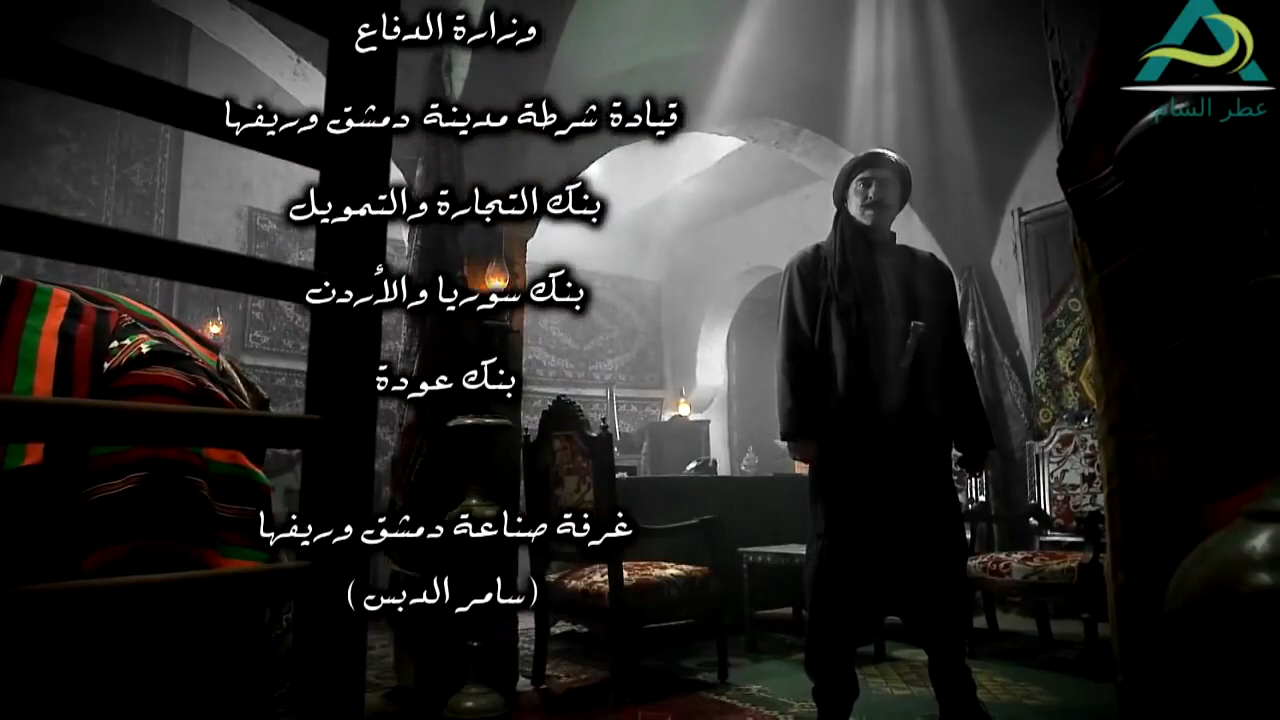 وزارة الدفاع
قيادة شرطة مدينة دمشق وريفها
بنك التجارة والتمويل
بنك سوريا والأردن
بنك عودة
غرفة صناعة دمشق وريفها
(سامر الدبس)
عطر الشام